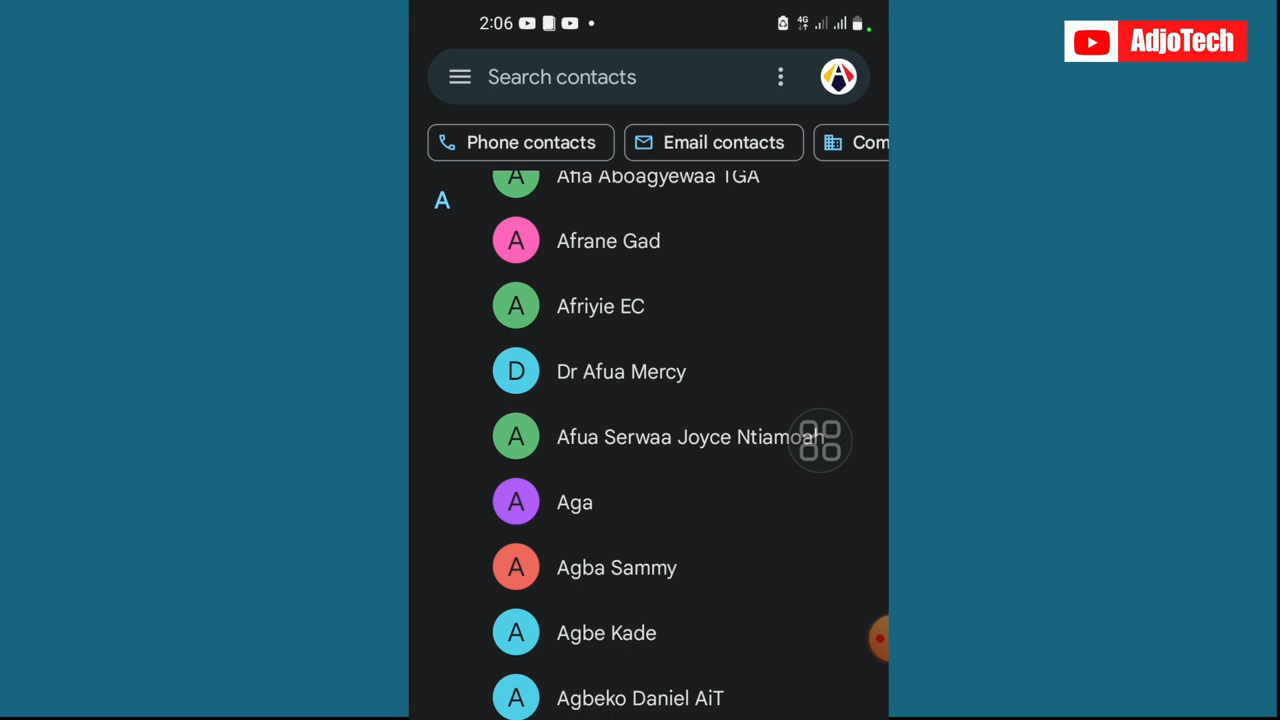 2:06
4G
AdjoTech
Search contacts
A
Phone contacts
Email contacts
Com
A
A Afia Aboagyewaa TGA
A Afrane Gad
A Afriyie EC
D Dr Afua Mercy
A Afua Serwaa Joyce Ntiamoah
A Aga
A Agba Sammy
A Agbe Kade
A Agbeko Daniel AiT